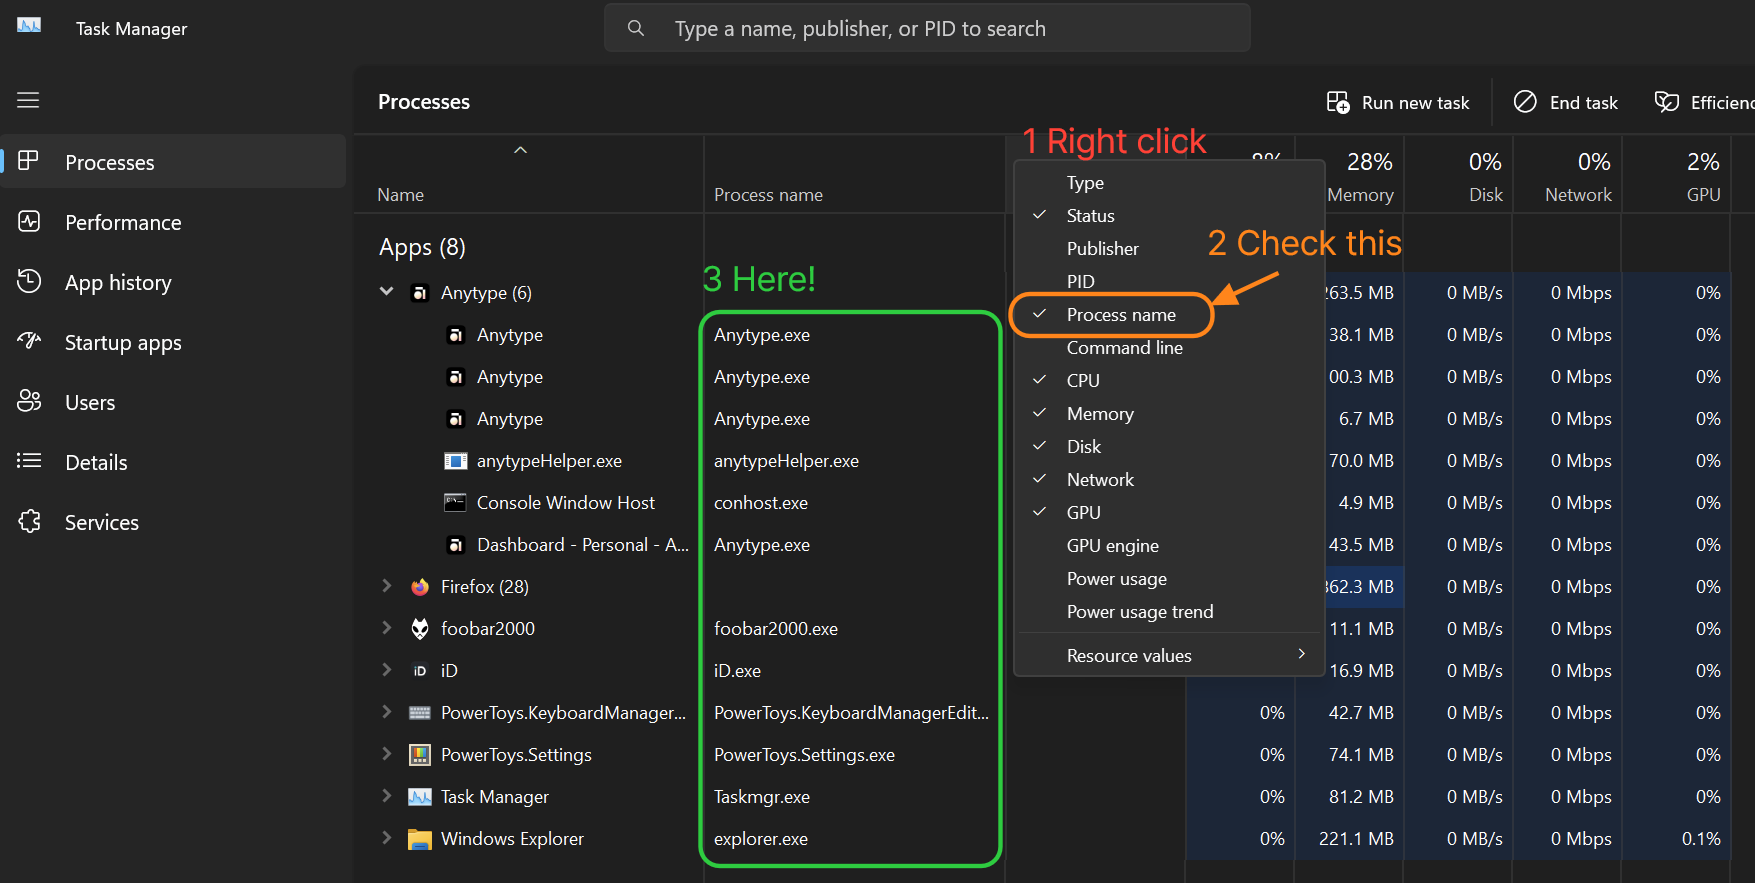 Task Manager
Type a name, publisher, or PID to search
Processes
Run new task
End task
Efficienc
Processes
Performance
App history
Startup apps
Users
Details
Services
1 Right click
8% 28% 0% 0% 2%
Name Process name Memory Disk Network GPU
Type
Status
Publisher
PID
Process name
Command line
CPU
Memory
Disk
Network
GPU
GPU engine
Power usage
Power usage trend
Resource values
2 Check this
3 Here!
Apps (8)
Anytype (6) 263.5 MB 0 MB/s 0 Mbps 0%
Anytype Anytype.exe 38.1 MB 0 MB/s 0 Mbps 0%
Anytype Anytype.exe 00.3 MB 0 MB/s 0 Mbps 0%
Anytype Anytype.exe 6.7 MB 0 MB/s 0 Mbps 0%
anytypeHelper.exe anytypeHelper.exe 70.0 MB 0 MB/s 0 Mbps 0%
Console Window Host conhost.exe 4.9 MB 0 MB/s 0 Mbps 0%
Dashboard - Personal - A... Anytype.exe 43.5 MB 0 MB/s 0 Mbps 0%
Firefox (28) 62.3 MB 0 MB/s 0 Mbps 0%
foobar2000 foobar2000.exe 11.1 MB 0 MB/s 0 Mbps 0%
iD iD.exe 16.9 MB 0 MB/s 0 Mbps 0%
PowerToys.KeyboardManager... PowerToys.KeyboardManagerEdit... 0% 42.7 MB 0 MB/s 0 Mbps 0%
PowerToys.Settings PowerToys.Settings.exe 0% 74.1 MB 0 MB/s 0 Mbps 0%
Task Manager Taskmgr.exe 0% 81.2 MB 0 MB/s 0 Mbps 0%
Windows Explorer explorer.exe 0% 221.1 MB 0 MB/s 0 Mbps 0.1%